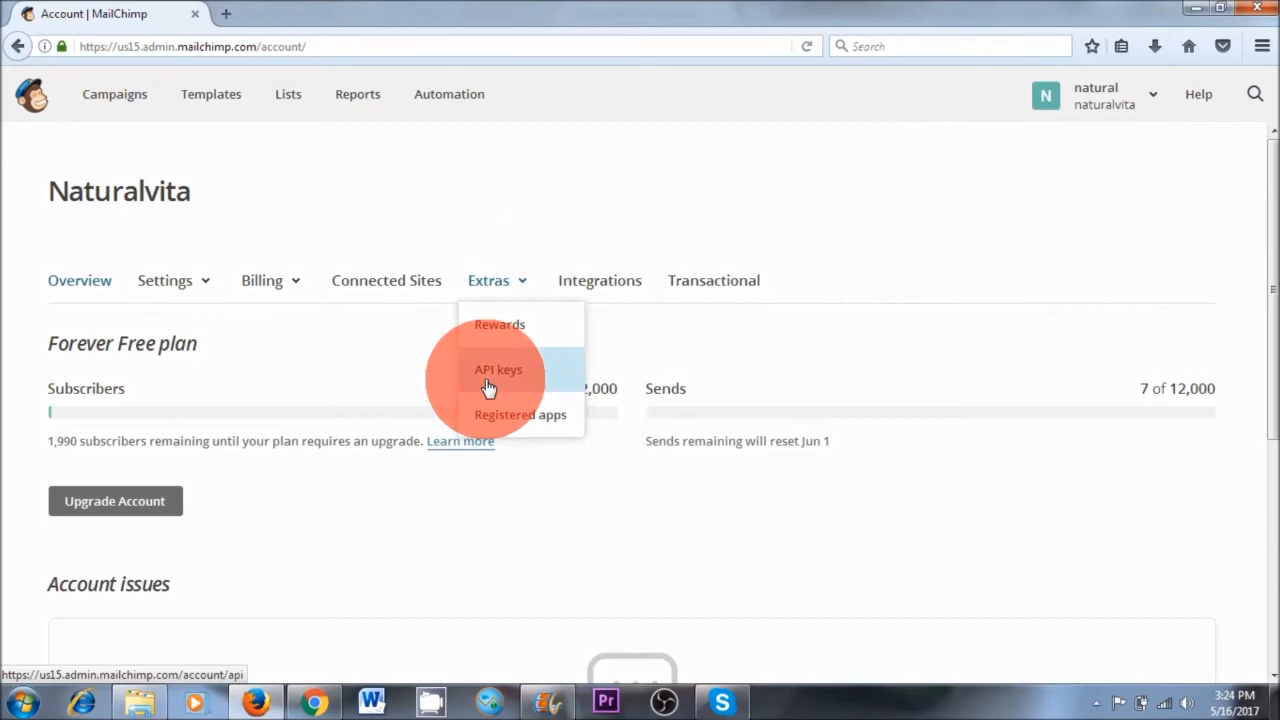 Account | MailChimp
https://us15.admin.mailchimp.com/account/
Search
Campaigns Templates Lists Reports Automation
N natural Help
naturalvita
Naturalvita
Overview Settings Billing Connected Sites Extras Integrations Transactional
Rewards
API keys
Registered apps
Forever Free plan
Subscribers ,000
Sends 7 of 12,000
1,990 subscribers remaining until your plan requires an upgrade. Learn more
Sends remaining will reset Jun 1
Upgrade Account
Account issues
https://us15.admin.mailchimp.com/account/api
W Pr S
3:24 PM
5/16/2017